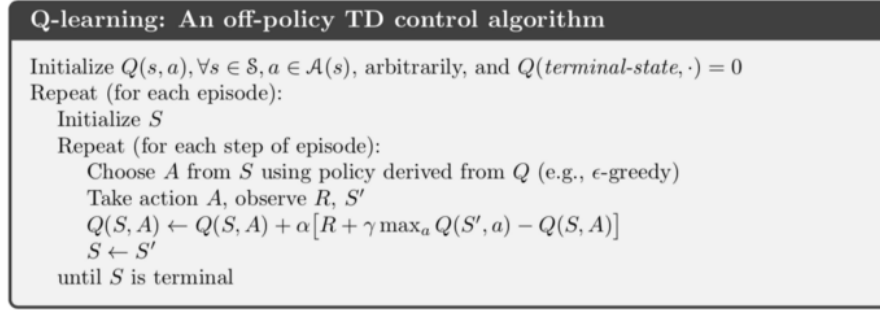 Q-learning: An off-policy TD control algorithm
Initialize Q(s, a), ∀s ∈ 𝒮, a ∈ 𝒜(s), arbitrarily, and Q(terminal-state, ·) = 0
Repeat (for each episode):
Initialize S
Repeat (for each step of episode):
Choose A from S using policy derived from Q (e.g., ϵ-greedy)
Take action A, observe R, S′
Q(S, A) ← Q(S, A) + α[R + γ maxₐ Q(S′, a) − Q(S, A)]
S ← S′
until S is terminal